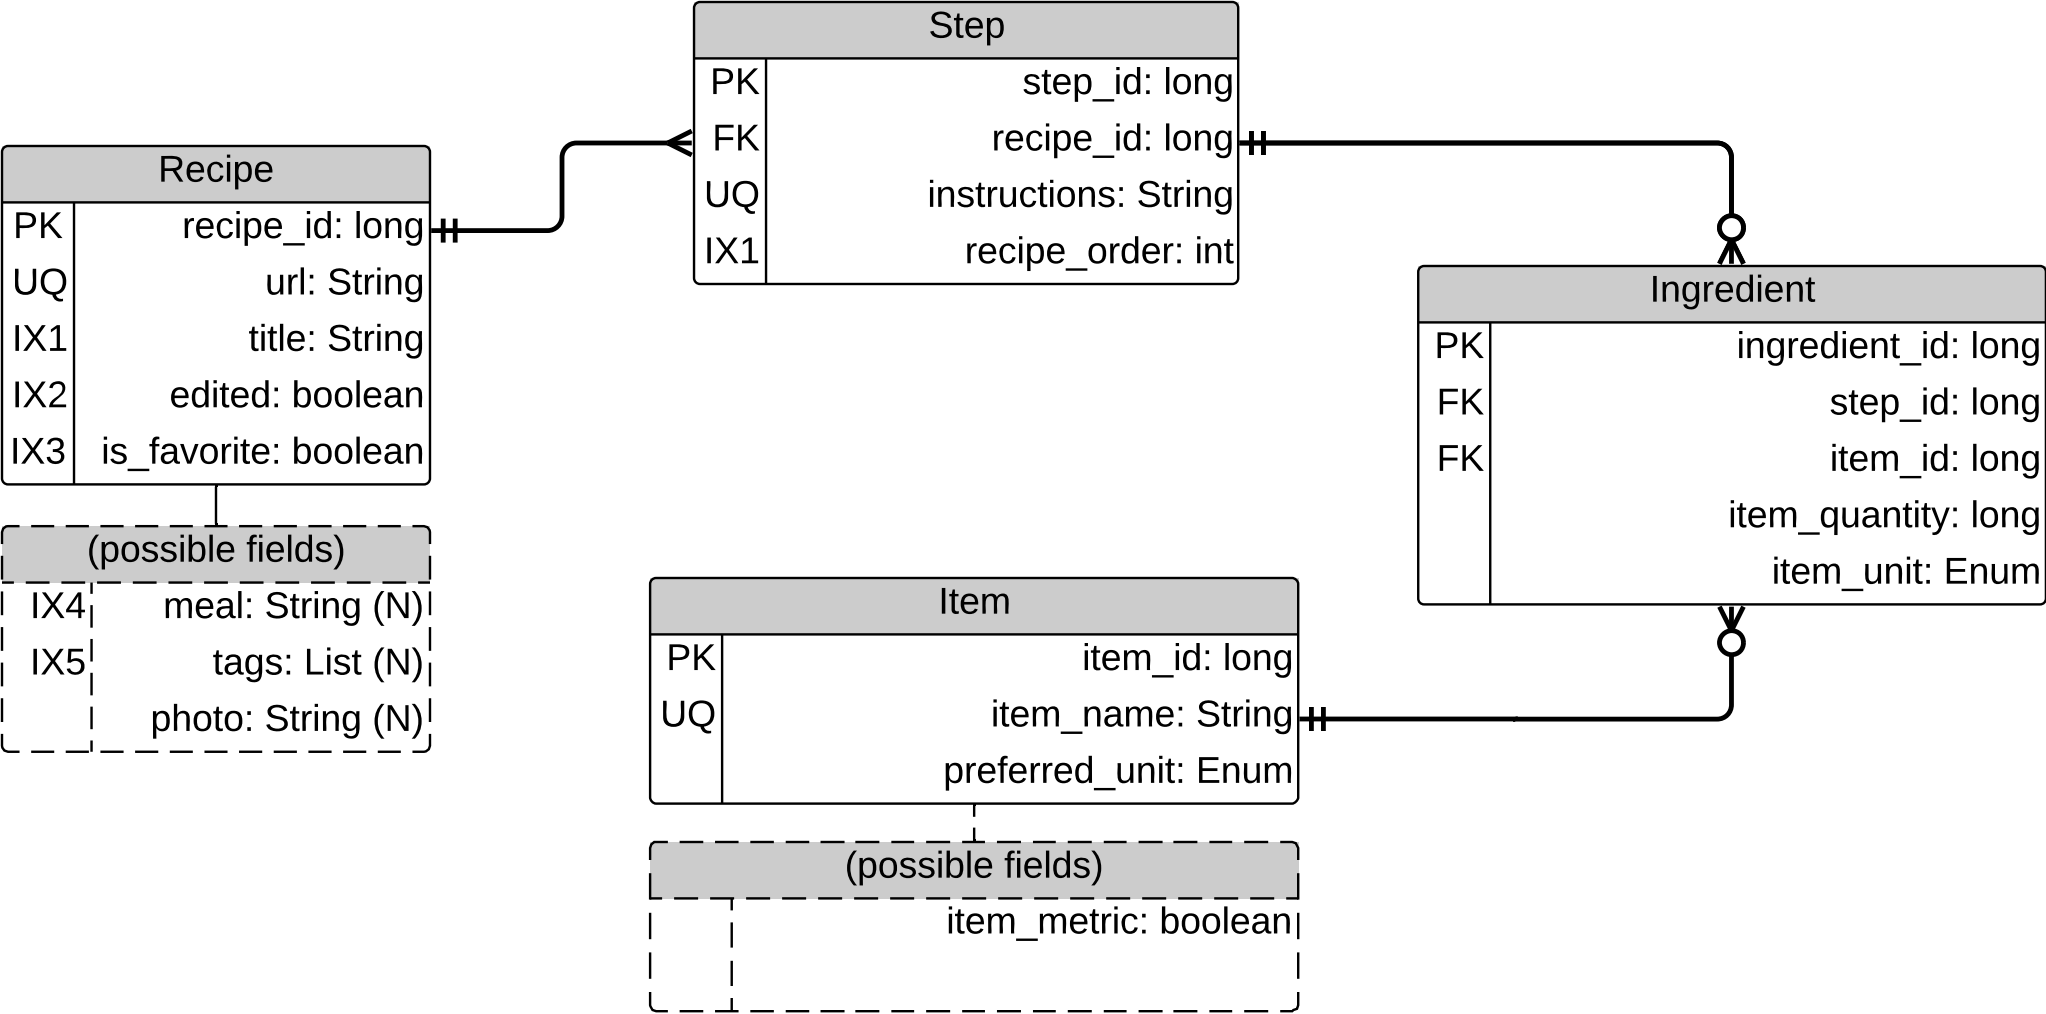 Step
PK step_id: long
FK recipe_id: long
UQ instructions: String
IX1 recipe_order: int
Recipe
PK recipe_id: long
UQ url: String
IX1 title: String
IX2 edited: boolean
IX3 is_favorite: boolean
(possible fields)
IX4 meal: String (N)
IX5 tags: List (N)
photo: String (N)
Ingredient
PK ingredient_id: long
FK step_id: long
FK item_id: long
item_quantity: long
item_unit: Enum
Item
PK item_id: long
UQ item_name: String
preferred_unit: Enum
(possible fields)
item_metric: boolean